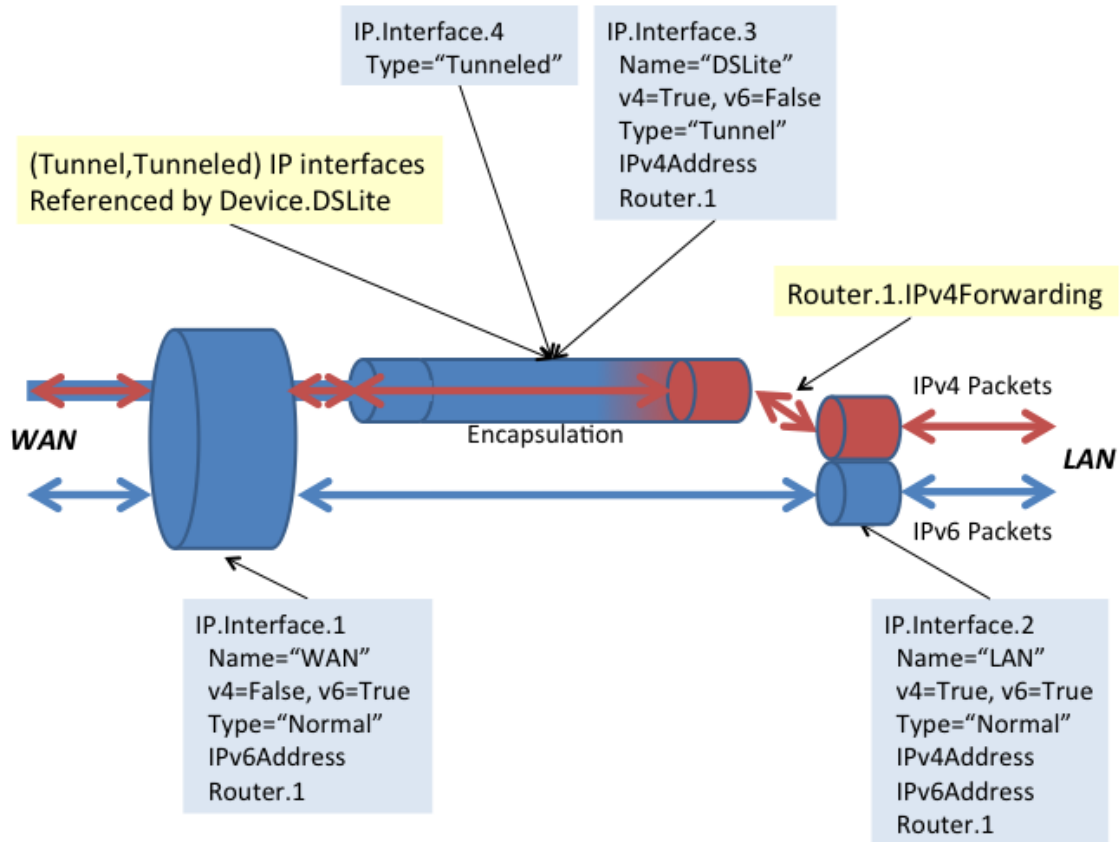 IP.Interface.4
Type=“Tunneled”
IP.Interface.3
Name=“DSLite”
v4=True, v6=False
Type=“Tunnel”
IPv4Address
Router.1
(Tunnel,Tunneled) IP interfaces
Referenced by Device.DSLite
Router.1.IPv4Forwarding
IPv4 Packets
Encapsulation
WAN
LAN
IPv6 Packets
IP.Interface.1
Name=“WAN”
v4=False, v6=True
Type=“Normal”
IPv6Address
Router.1
IP.Interface.2
Name=“LAN”
v4=True, v6=True
Type=“Normal”
IPv4Address
IPv6Address
Router.1